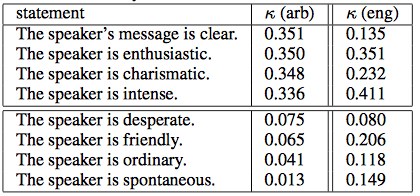 statement κ (arb) κ (eng)
The speaker's message is clear. 0.351 0.135
The speaker is enthusiastic. 0.350 0.351
The speaker is charismatic. 0.348 0.232
The speaker is intense. 0.336 0.411
The speaker is desperate. 0.075 0.080
The speaker is friendly. 0.065 0.206
The speaker is ordinary. 0.041 0.118
The speaker is spontaneous. 0.013 0.149